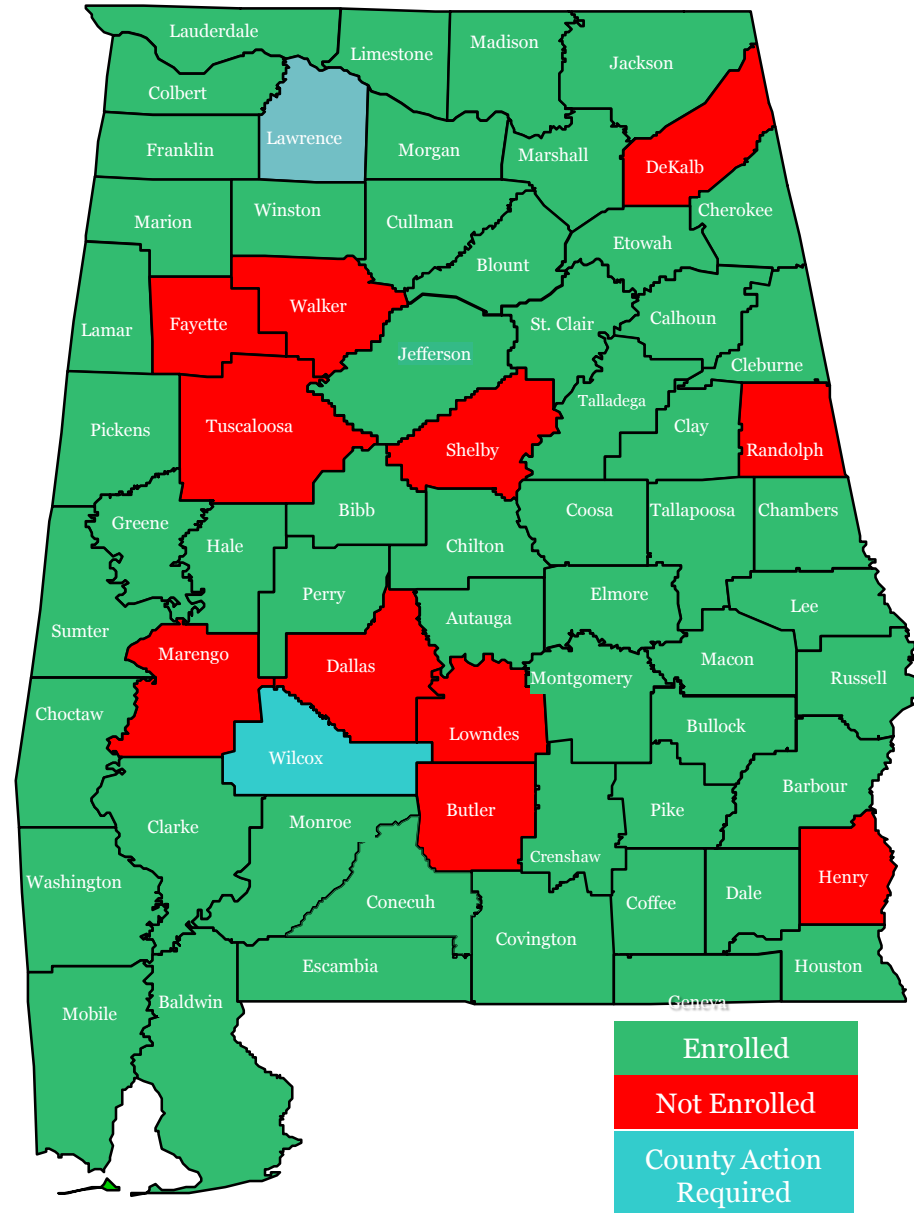 Lauderdale
Limestone
Madison
Jackson
Colbert
Lawrence
Franklin
Morgan
Marshall
DeKalb
Marion
Winston
Cullman
Cherokee
Etowah
Blount
Walker
Fayette
Lamar
St. Clair
Calhoun
Jefferson
Cleburne
Talladega
Pickens
Tuscaloosa
Shelby
Clay
Randolph
Greene
Hale
Bibb
Chilton
Coosa
Tallapoosa
Chambers
Perry
Autauga
Elmore
Lee
Sumter
Marengo
Dallas
Macon
Montgomery
Russell
Choctaw
Bullock
Lowndes
Wilcox
Barbour
Butler
Pike
Clarke
Monroe
Crenshaw
Washington
Henry
Conecuh
Coffee
Dale
Covington
Escambia
Houston
Baldwin
Geneva
Mobile
Enrolled
Not Enrolled
County Action
Required